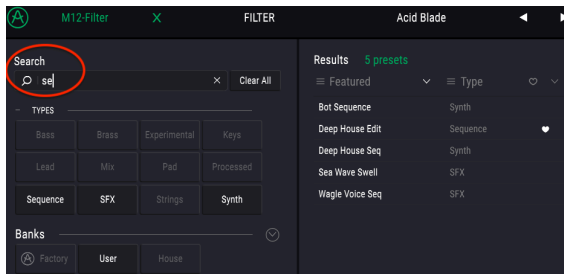 M12-Filter FILTER Acid Blade
Search
se Clear All
TYPES
Bass Brass Experimental Keys
Lead Mix Pad Processed
Sequence SFX Strings Synth
Banks
Factory User House
Results 5 presets
Featured Type
Bot Sequence Synth
Deep House Edit Sequence
Deep House Seq Synth
Sea Wave Swell SFX
Wagle Voice Seq SFX